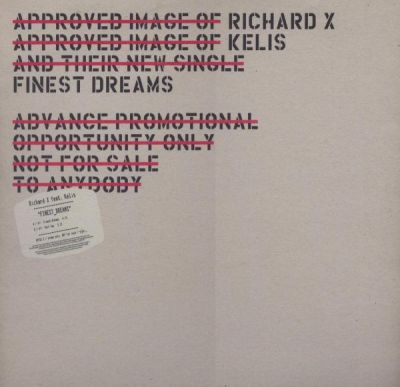 APPROVED IMAGE OF RICHARD X
APPROVED IMAGE OF KELIS
AND THEIR NEW SINGLE
FINEST DREAMS
ADVANCE PROMOTIONAL
OPPORTUNITY ONLY
NOT FOR SALE
TO ANYBODY
Richard X feat. Kelis
"FINEST DREAMS"